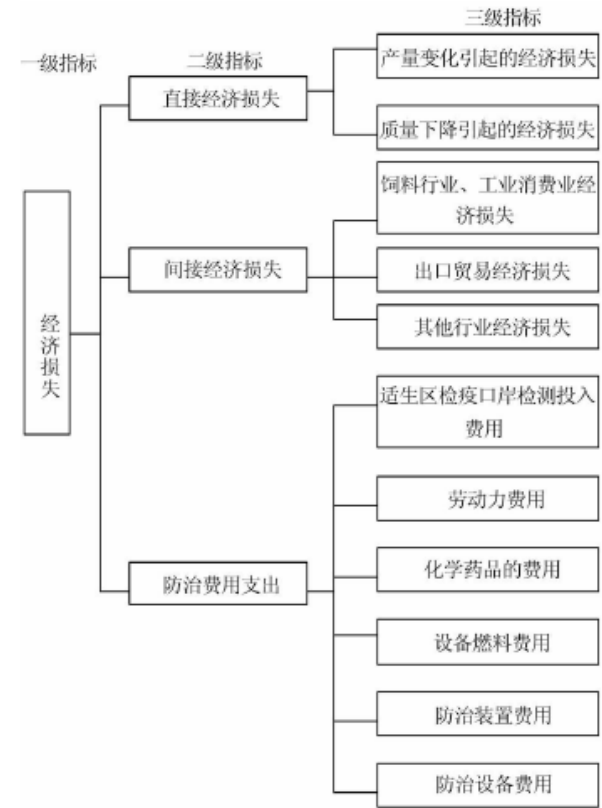 三级指标
一级指标
二级指标
直接经济损失
产量变化引起的经济损失
质量下降引起的经济损失
饲料行业、工业消费业经
济损失
间接经济损失
出口贸易经济损失
其他行业经济损失
经
济
损
失
适生区检疫口岸检测投入
费用
劳动力费用
化学药品的费用
防治费用支出
设备燃料费用
防治装置费用
防治设备费用